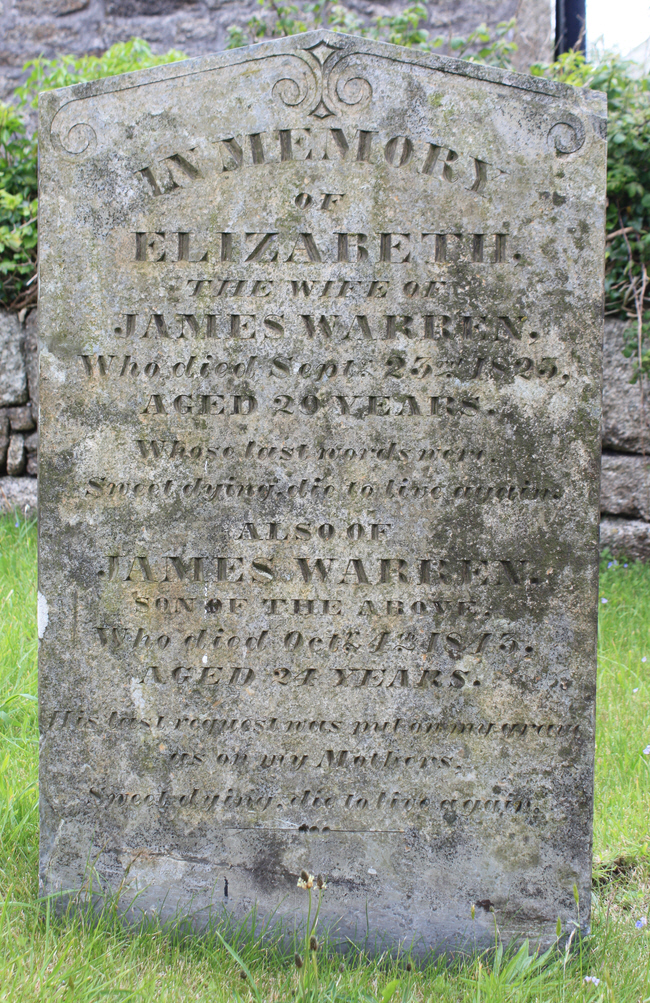 IN MEMORY
OF
ELIZABETH.
THE WIFE OF
JAMES WARREN,
Who died Sept. 23rd 1823,
AGED 29 YEARS.
Whose last words were,
Sweet dying, die to live again.
ALSO OF
JAMES WARREN.
SON OF THE ABOVE,
Who died Octr. 4th 1843,
AGED 24 YEARS.
His last request was put on my grave
as on my Mothers.
Sweet dying, die to live again.